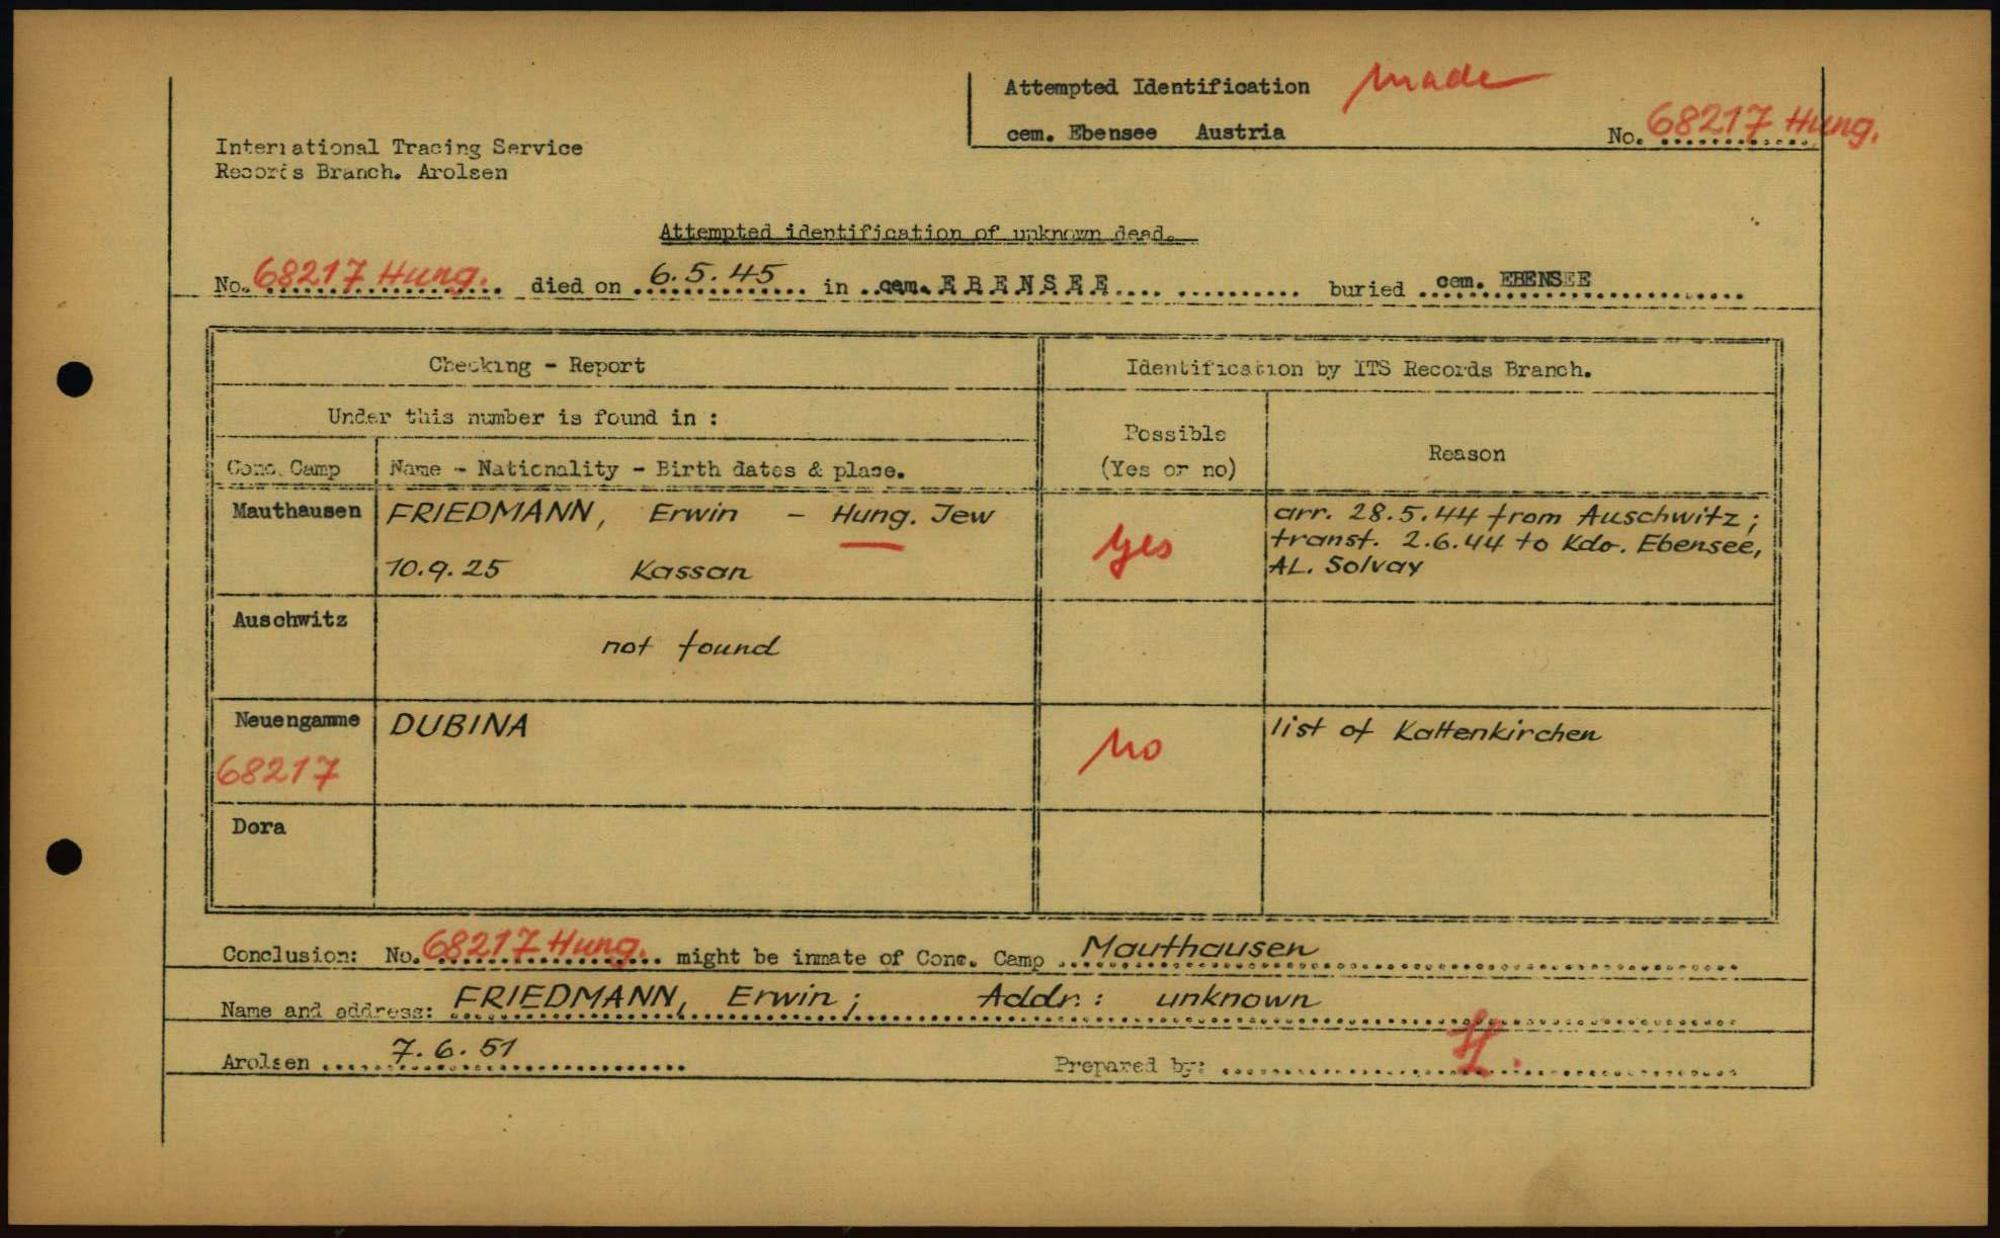 Attempted Identification made
cem. Ebensee Austria No. 68217 Hung.
International Tracing Service
Records Branch. Arolsen
Attempted identification of unknown dead.
No. 68217 Hung. died on 6.5.45 in cem. EBENSEE buried cem. EBENSEE
Checking - Report
Identification by ITS Records Branch.
Under this number is found in :
Possible
(Yes or no)
Reason
Conc. Camp
Name - Nationality - Birth dates & place.
Mauthausen
FRIEDMANN, Erwin - Hung. Jew
10.9.25 Kassan
yes
arr. 28.5.44 from Auschwitz;
transf. 2.6.44 to Kdo. Ebensee,
AL. Solvay
Auschwitz
not found
Neuengamme
68217
DUBINA
no
list of Kattenkirchen
Dora
Conclusion: No. 68217 Hung. might be inmate of Conc. Camp Mauthausen
Name and address: FRIEDMANN, Erwin; Addr.: unknown
Arolsen 7.6.51
Prepared by: